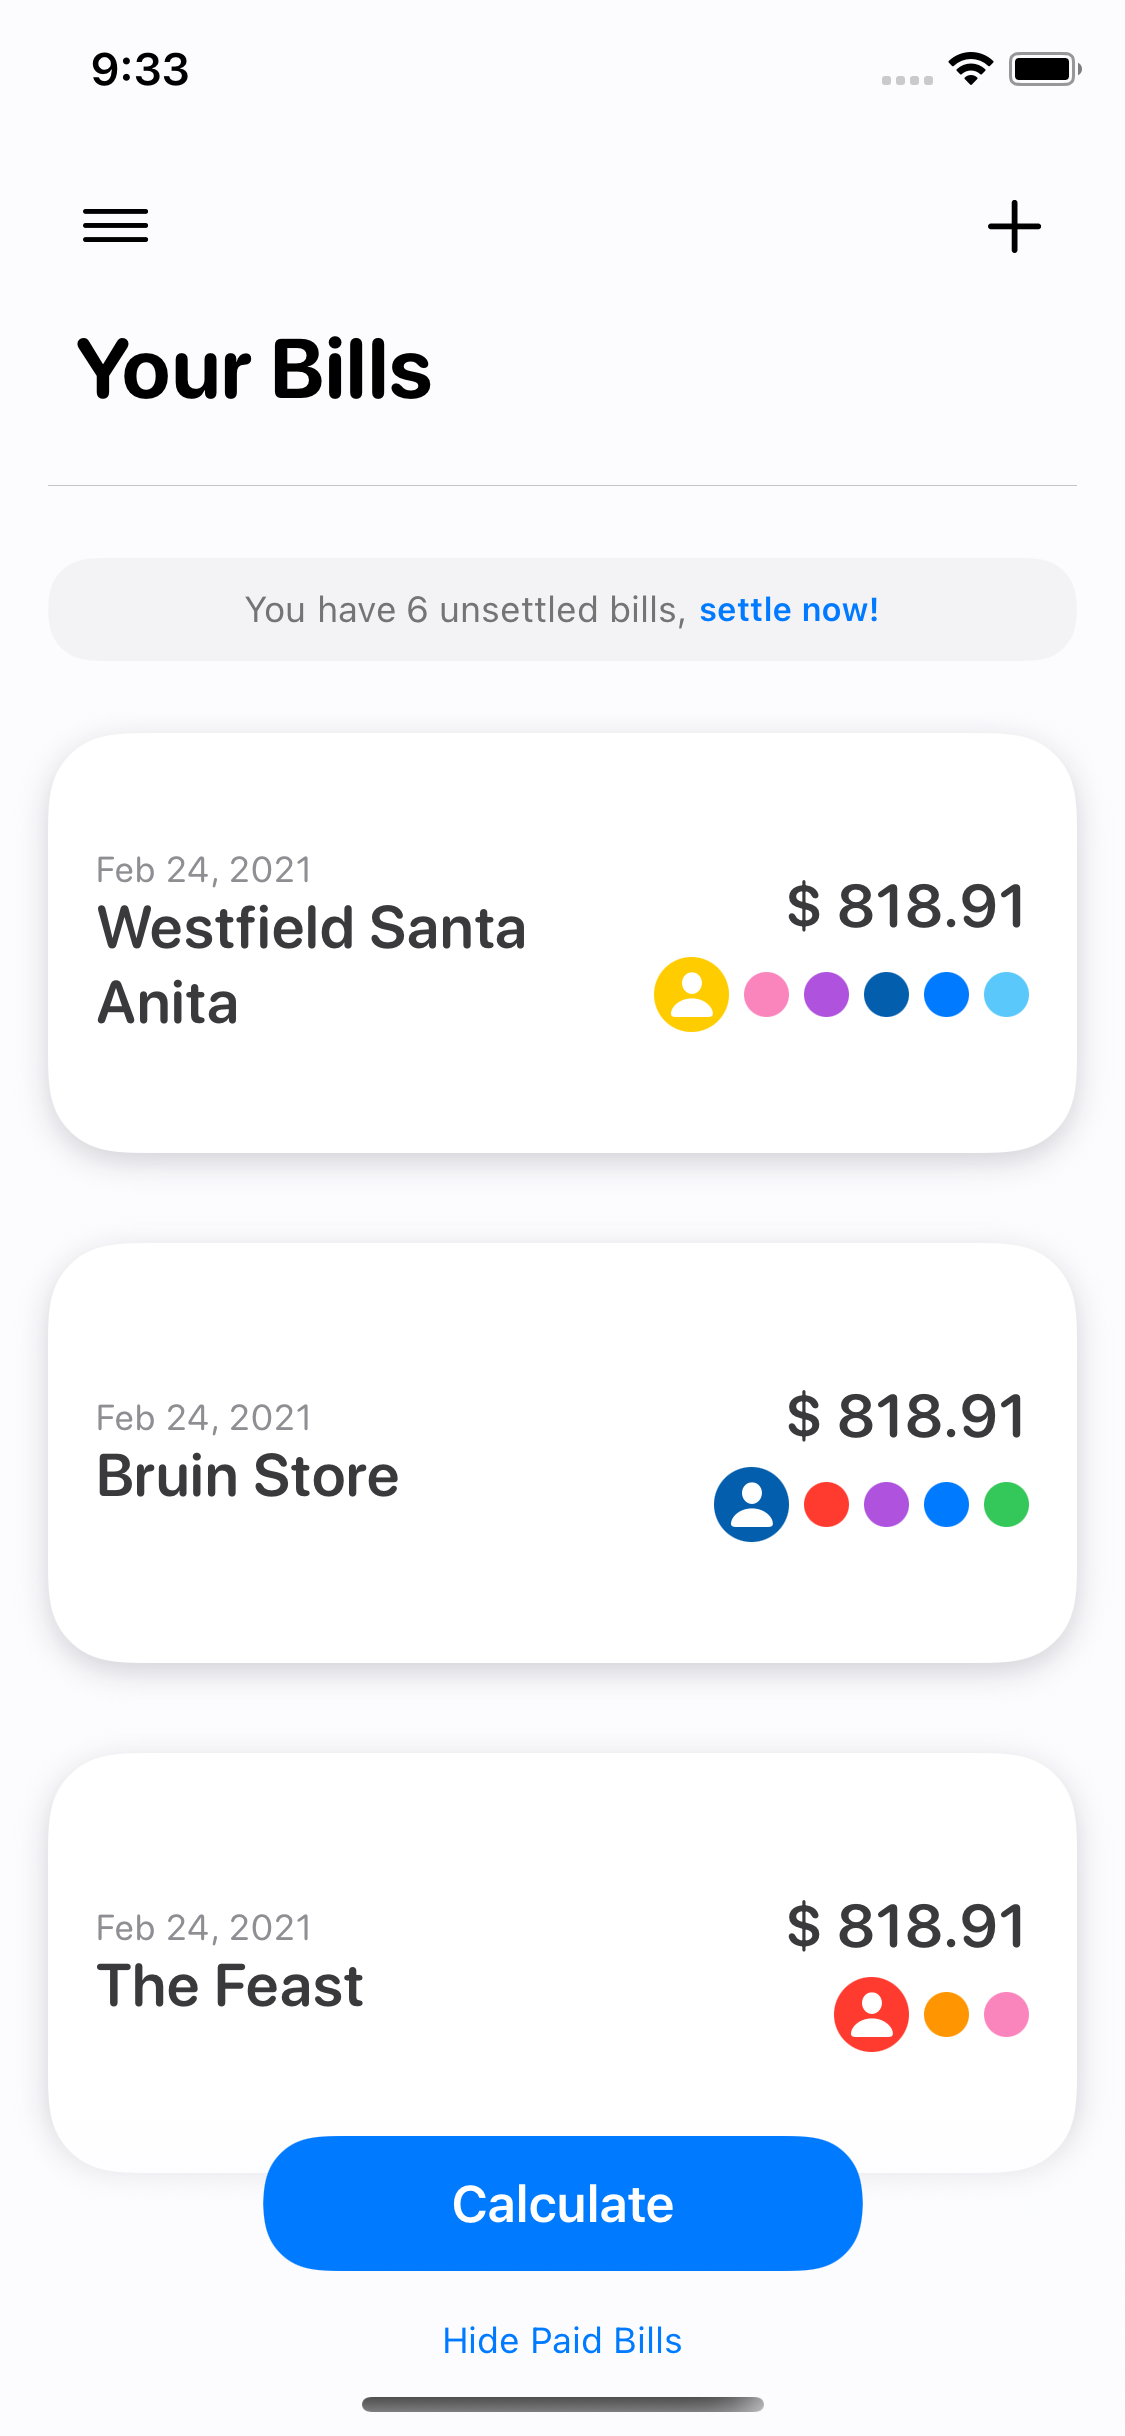 9:33
Your Bills
You have 6 unsettled bills, settle now!
Feb 24, 2021
Westfield Santa
Anita
$ 818.91
Feb 24, 2021
Bruin Store
$ 818.91
Feb 24, 2021
The Feast
$ 818.91
Calculate
Hide Paid Bills